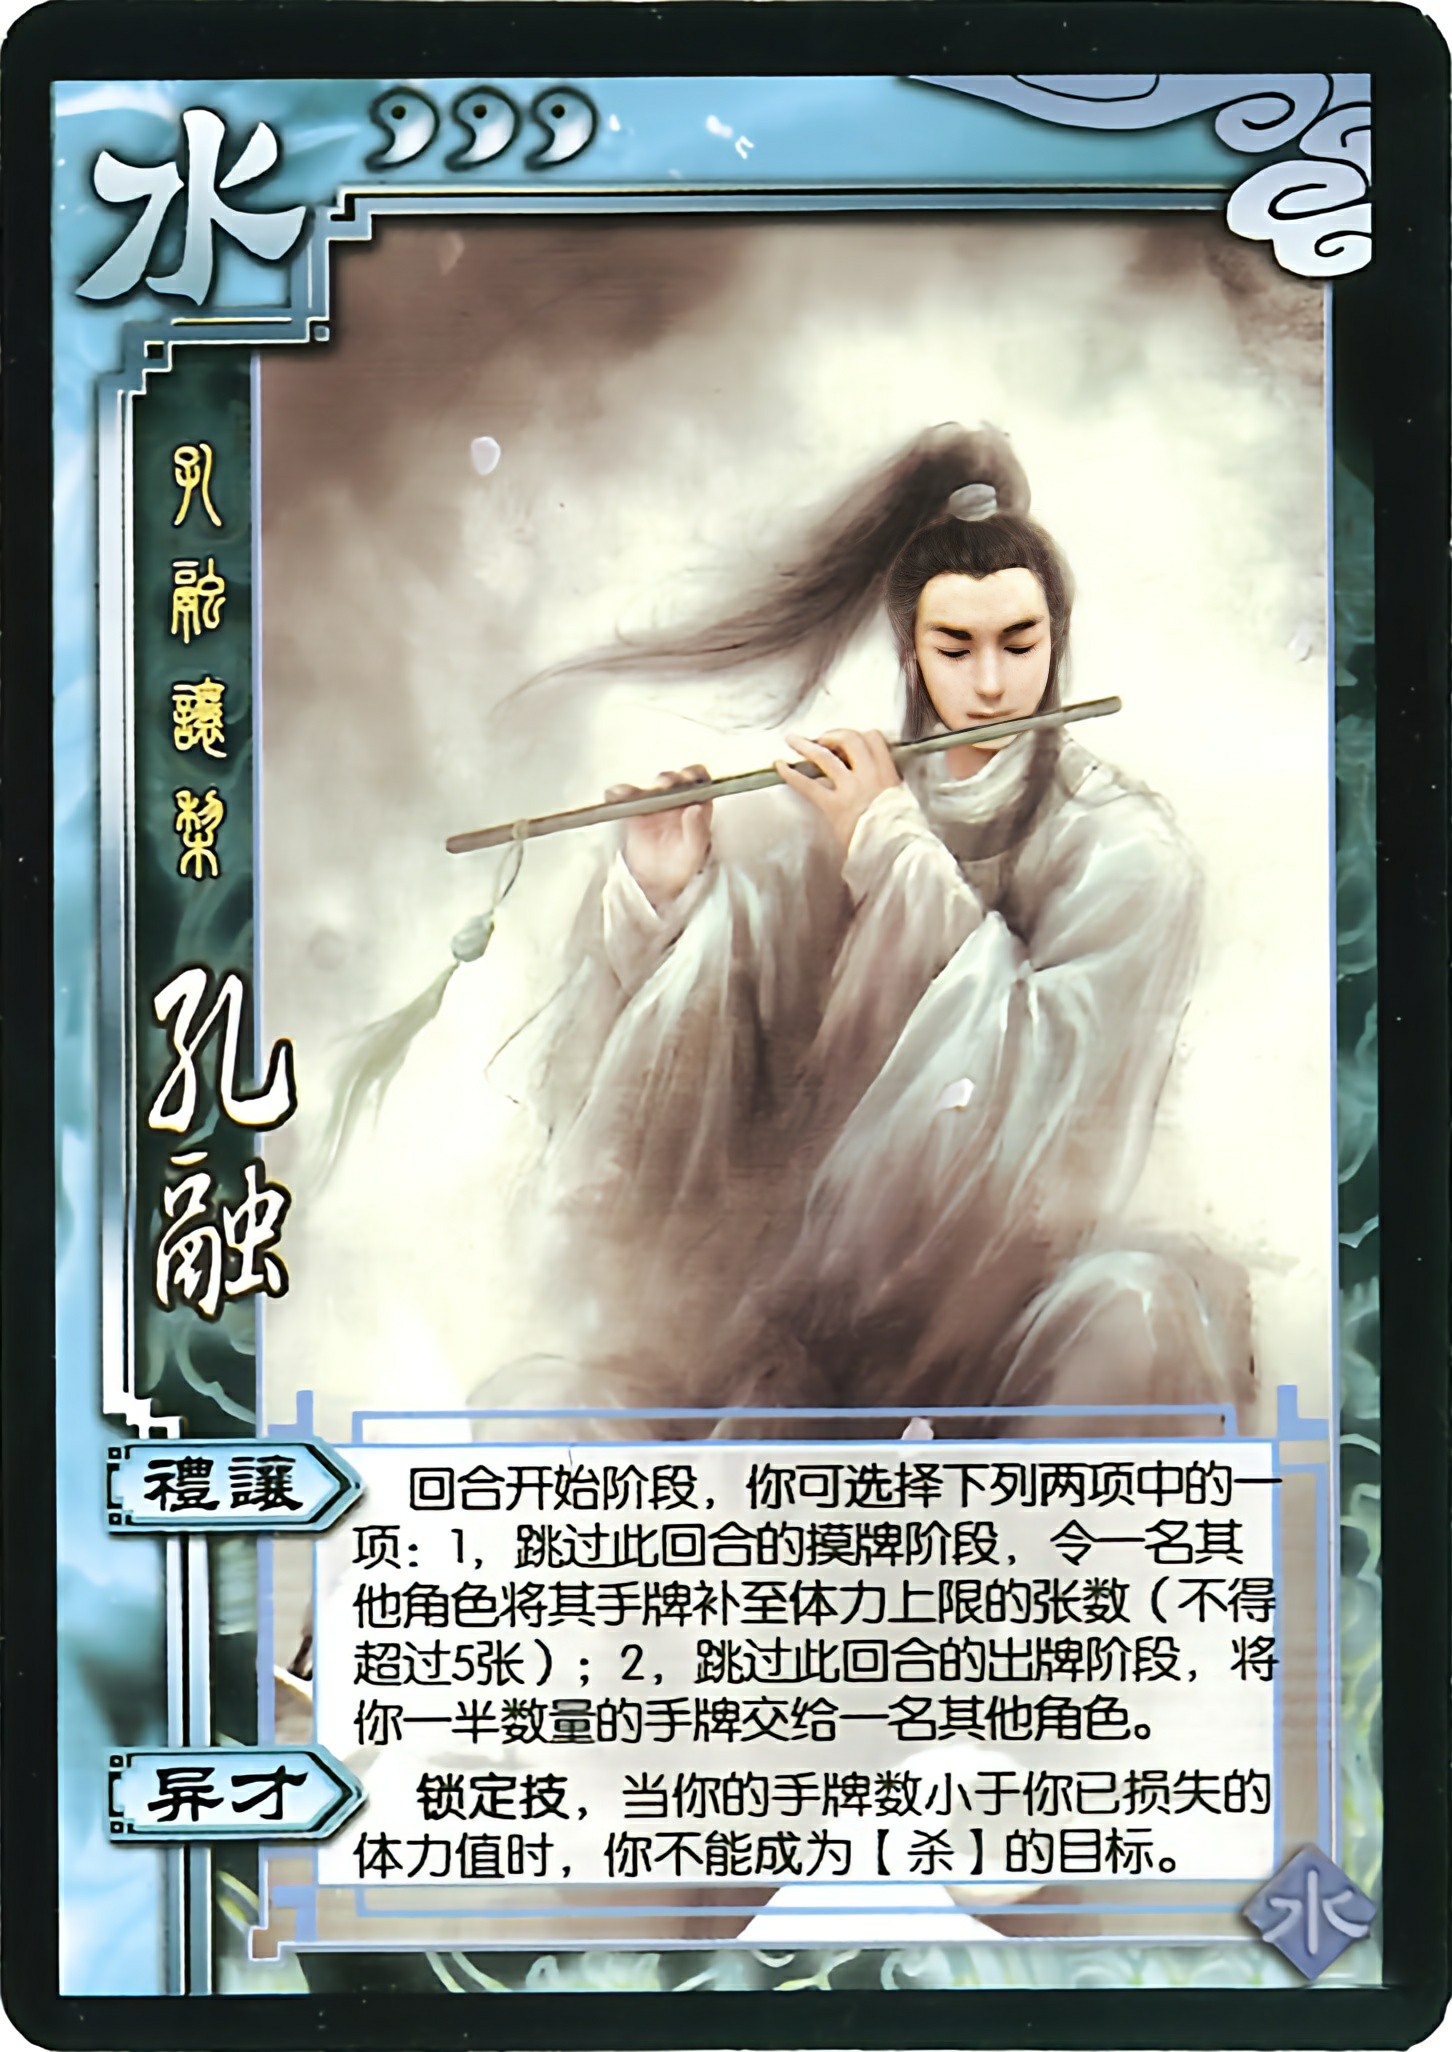 水
孔融讓梨
孔融
禮讓
回合开始阶段，你可选择下列两项中的一
项：1，跳过此回合的摸牌阶段，令一名其
他角色将其手牌补至体力上限的张数（不得
超过5张）；2，跳过此回合的出牌阶段，将
你一半数量的手牌交给一名其他角色。
异才
锁定技，当你的手牌数小于你已损失的
体力值时，你不能成为【杀】的目标。
水